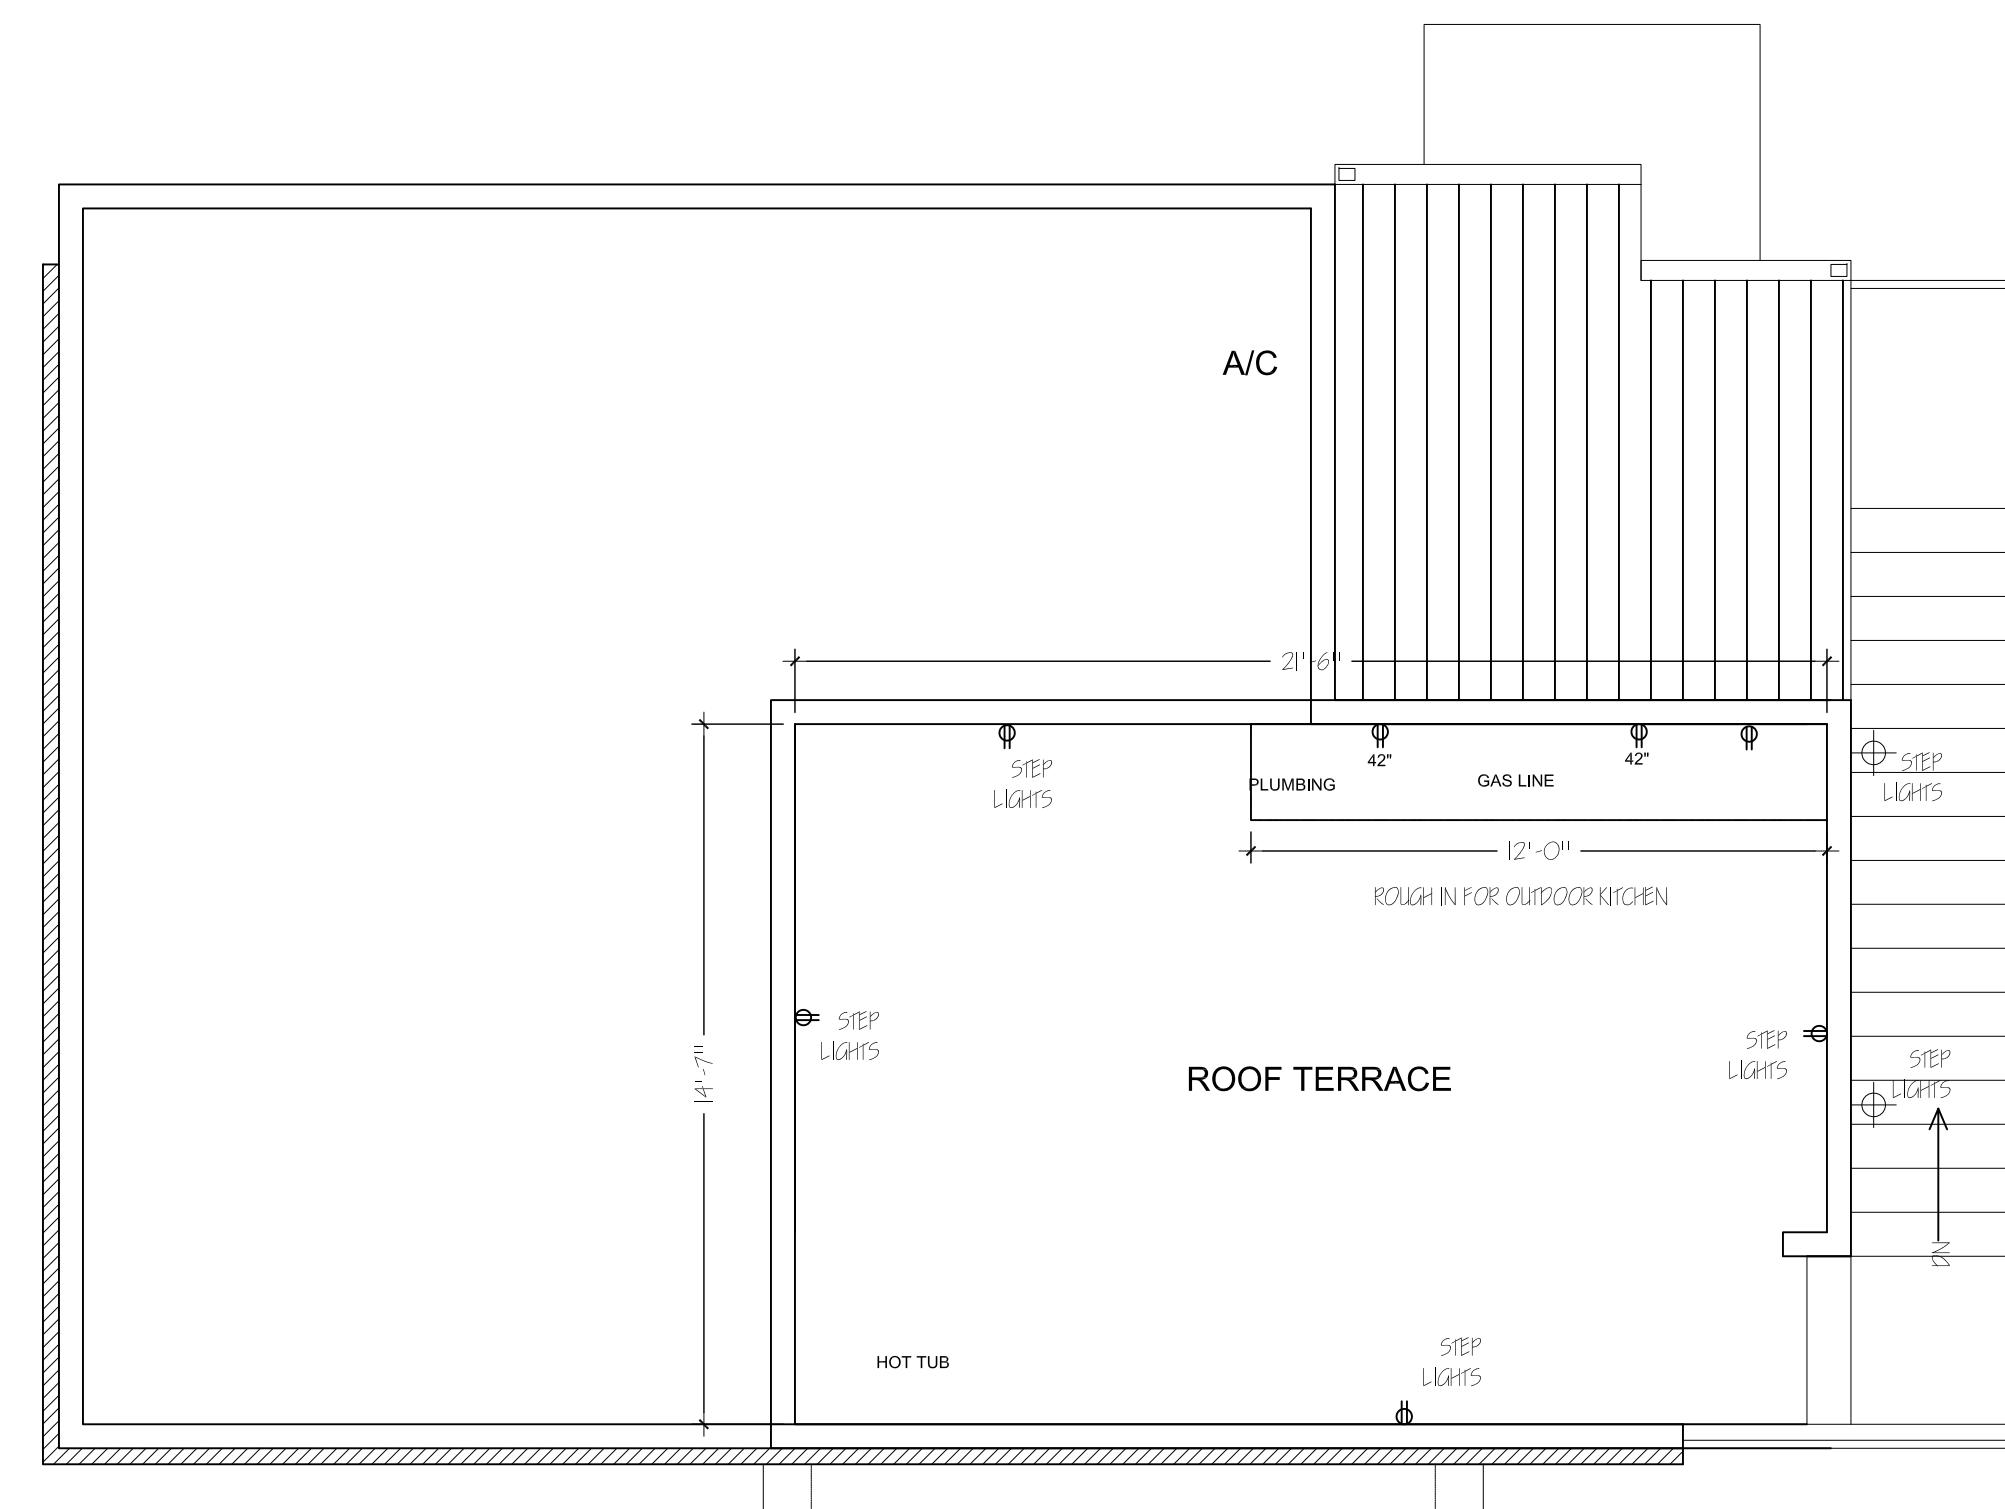 A/C
21'-6"
STEP
LIGHTS
42"
42"
PLUMBING
GAS LINE
STEP
LIGHTS
12'-0"
ROUGH IN FOR OUTDOOR KITCHEN
STEP
LIGHTS
14'-7"
STEP
LIGHTS
STEP
LIGHTS
ROOF TERRACE
DN
HOT TUB
STEP
LIGHTS